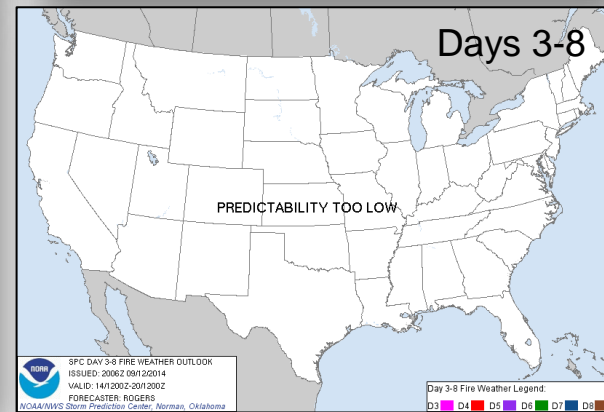 Days 3-8
PREDICTABILITY TOO LOW
NOAA
SPC DAY 3-8 FIRE WEATHER OUTLOOK
ISSUED: 2006Z 09/12/2014
VALID: 14/1200Z-20/1200Z
FORECASTER: ROGERS
NOAA/NWS Storm Prediction Center, Norman, Oklahoma
Day 3-8 Fire Weather Legend:
D3 D4 D5 D6 D7 D8